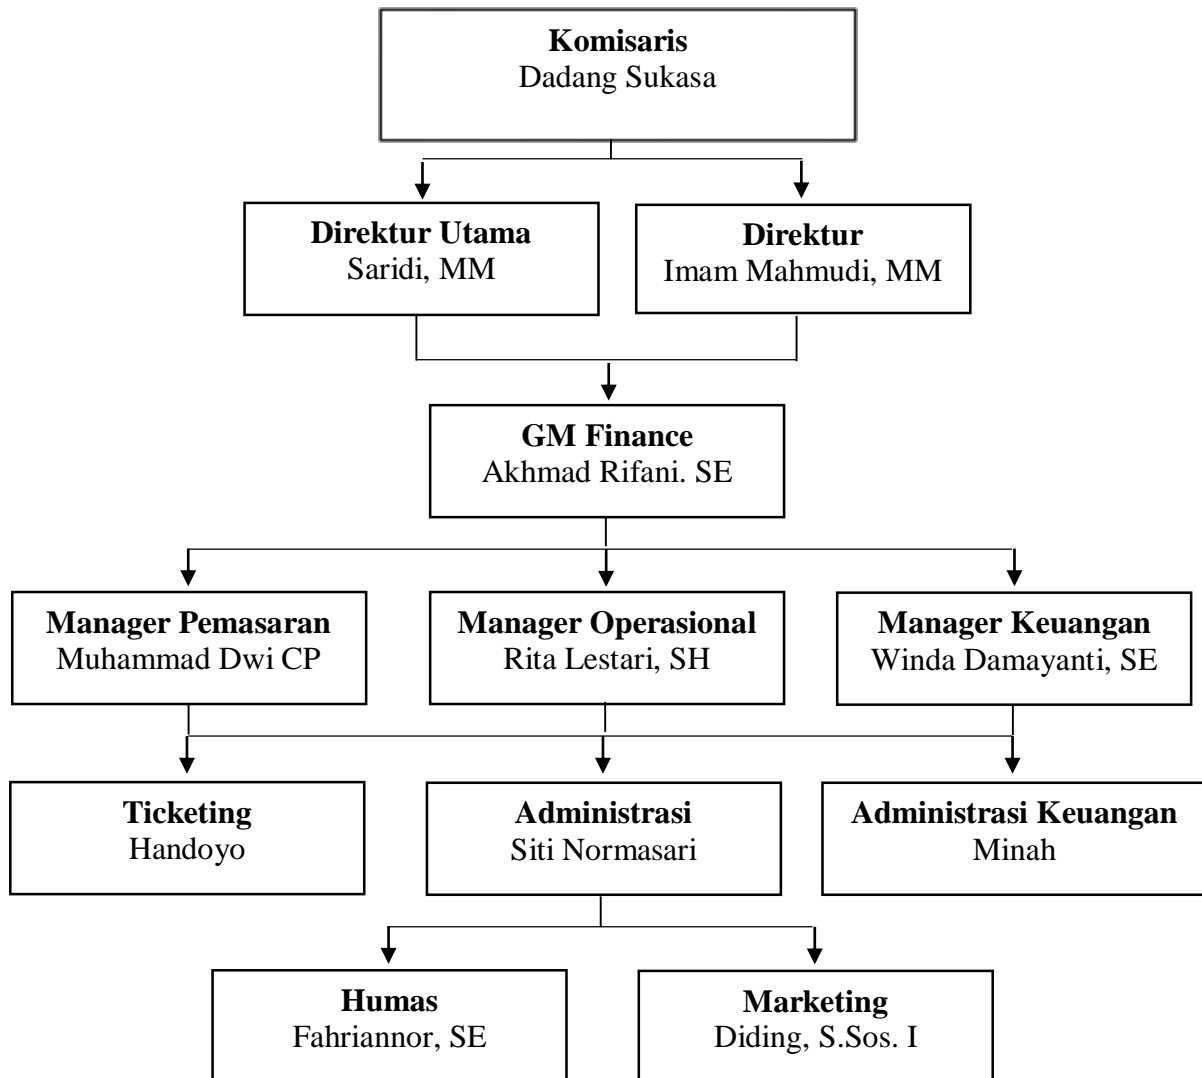 Komisaris
Dadang Sukasa
Direktur Utama
Saridi, MM
Direktur
Imam Mahmudi, MM
GM Finance
Akhmad Rifani. SE
Manager Pemasaran
Muhammad Dwi CP
Manager Operasional
Rita Lestari, SH
Manager Keuangan
Winda Damayanti, SE
Ticketing
Handoyo
Administrasi
Siti Normasari
Administrasi Keuangan
Minah
Humas
Fahriannor, SE
Marketing
Diding, S.Sos. I